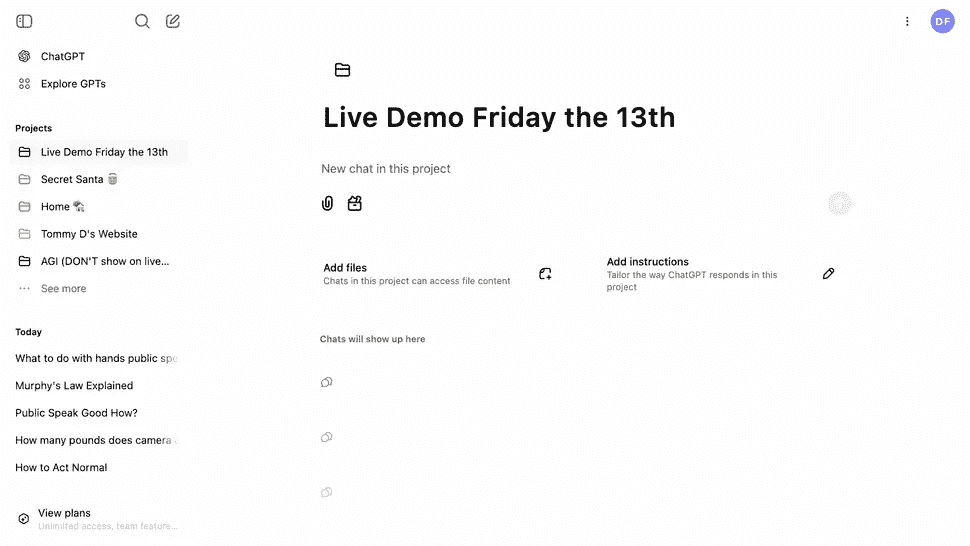 DF
ChatGPT
Explore GPTs
Projects
Live Demo Friday the 13th
Secret Santa 🎅
Home
Tommy D's Website
AGI (DON'T show on live...
See more
Today
What to do with hands public spe
Murphy's Law Explained
Public Speak Good How?
How many pounds does camera
How to Act Normal
View plans
Unlimited access, team feature...
Live Demo Friday the 13th
New chat in this project
Add files
Chats in this project can access file content
Add instructions
Tailor the way ChatGPT responds in this
project
Chats will show up here